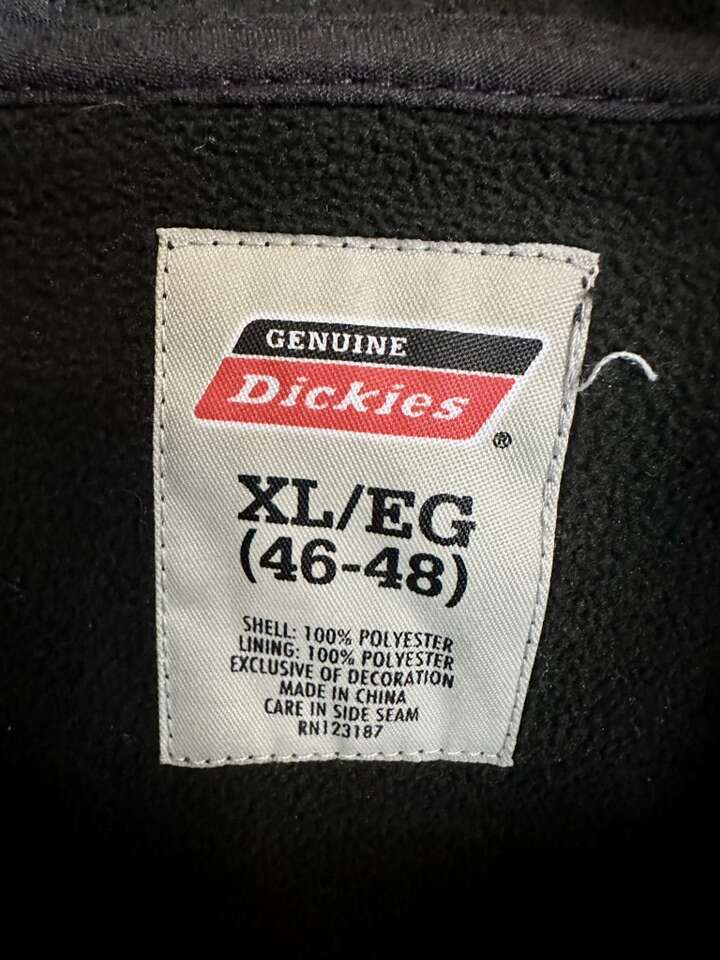 GENUINE
Dickies
®
XL/EG
(46-48)
SHELL: 100% POLYESTER
LINING: 100% POLYESTER
EXCLUSIVE OF DECORATION
MADE IN CHINA
CARE IN SIDE SEAM
RN123187